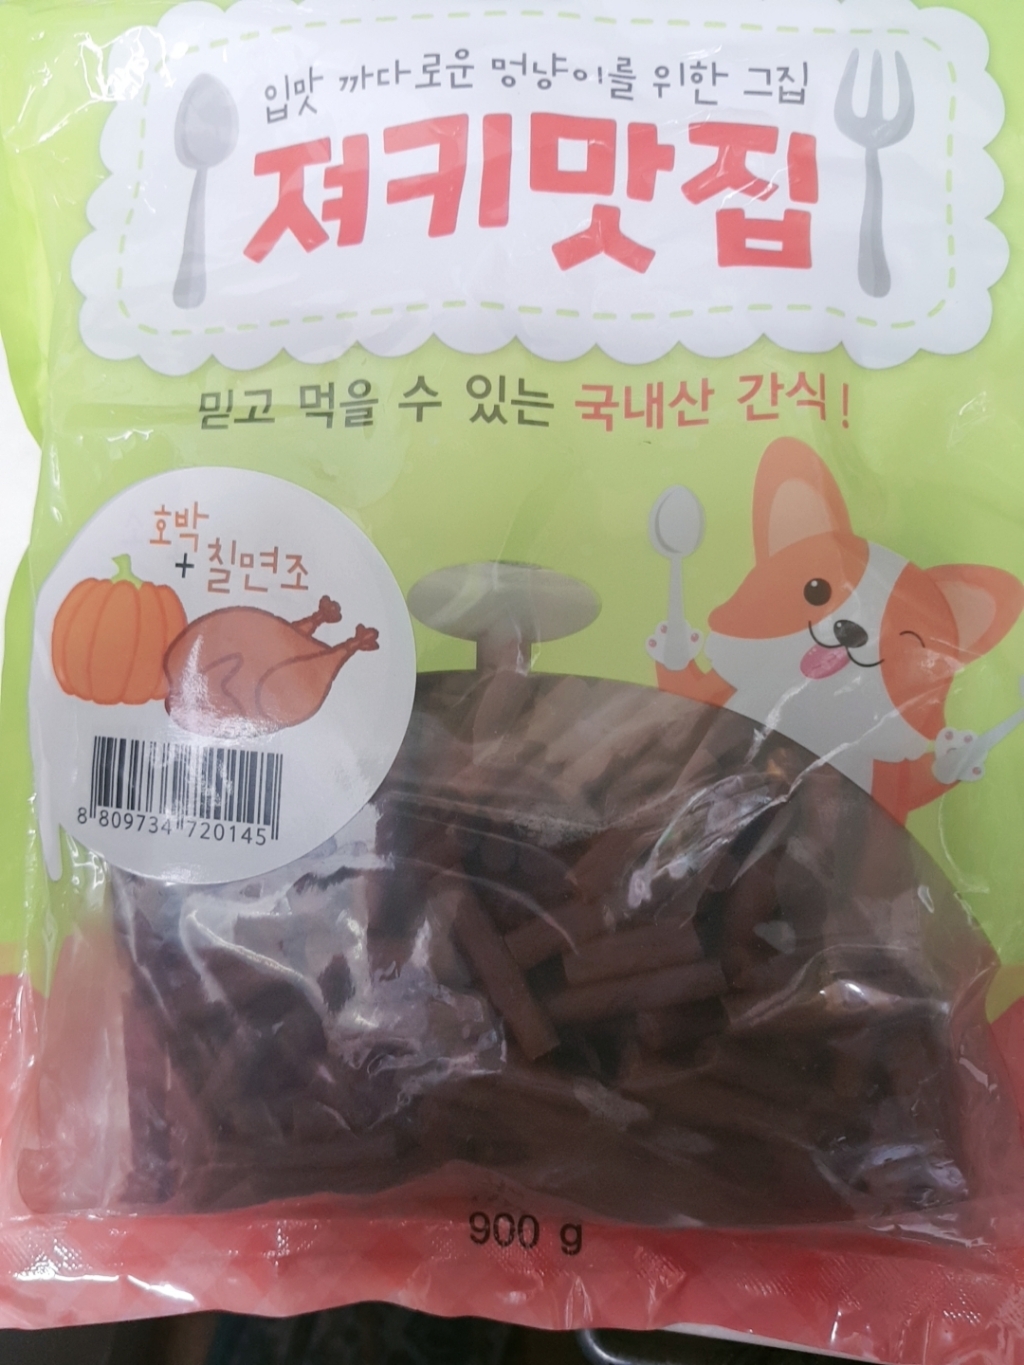 입맛 까다로운 멍냥이를 위한 그집
져키맛집
믿고 먹을 수 있는 국내산 간식!
호박
+ 칠면조
8 809734 720145
900 g